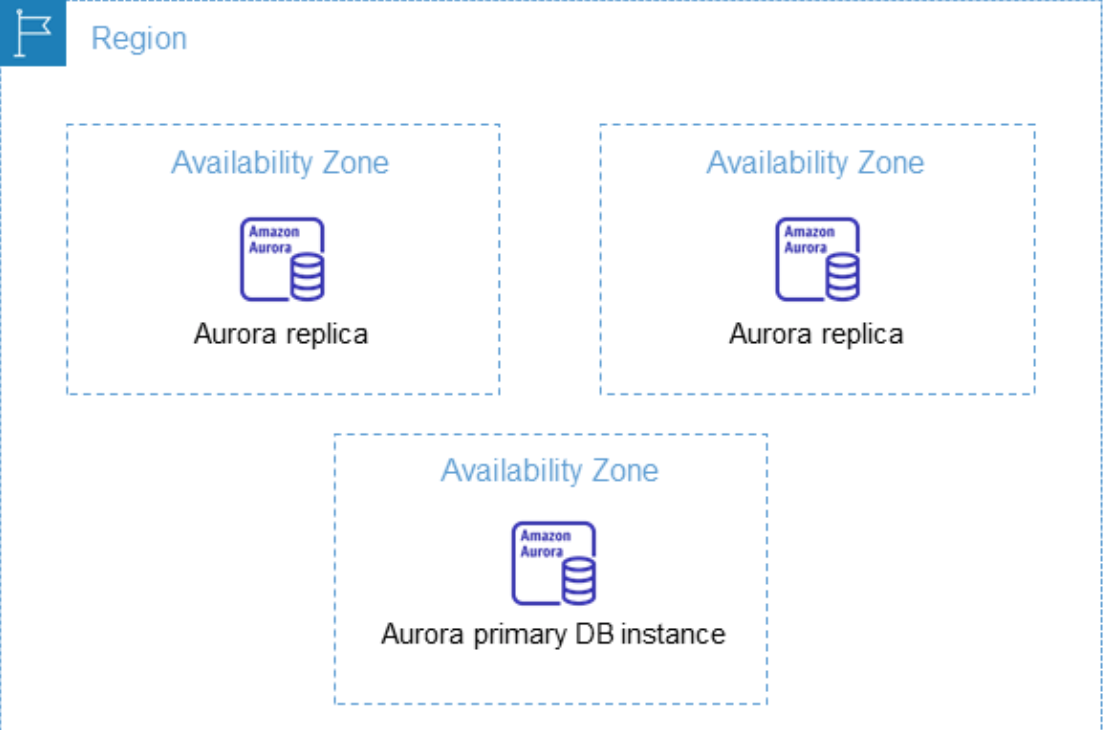 Region
Availability Zone
Amazon
Aurora
Aurora replica
Availability Zone
Amazon
Aurora
Aurora replica
Availability Zone
Amazon
Aurora
Aurora primary DB instance